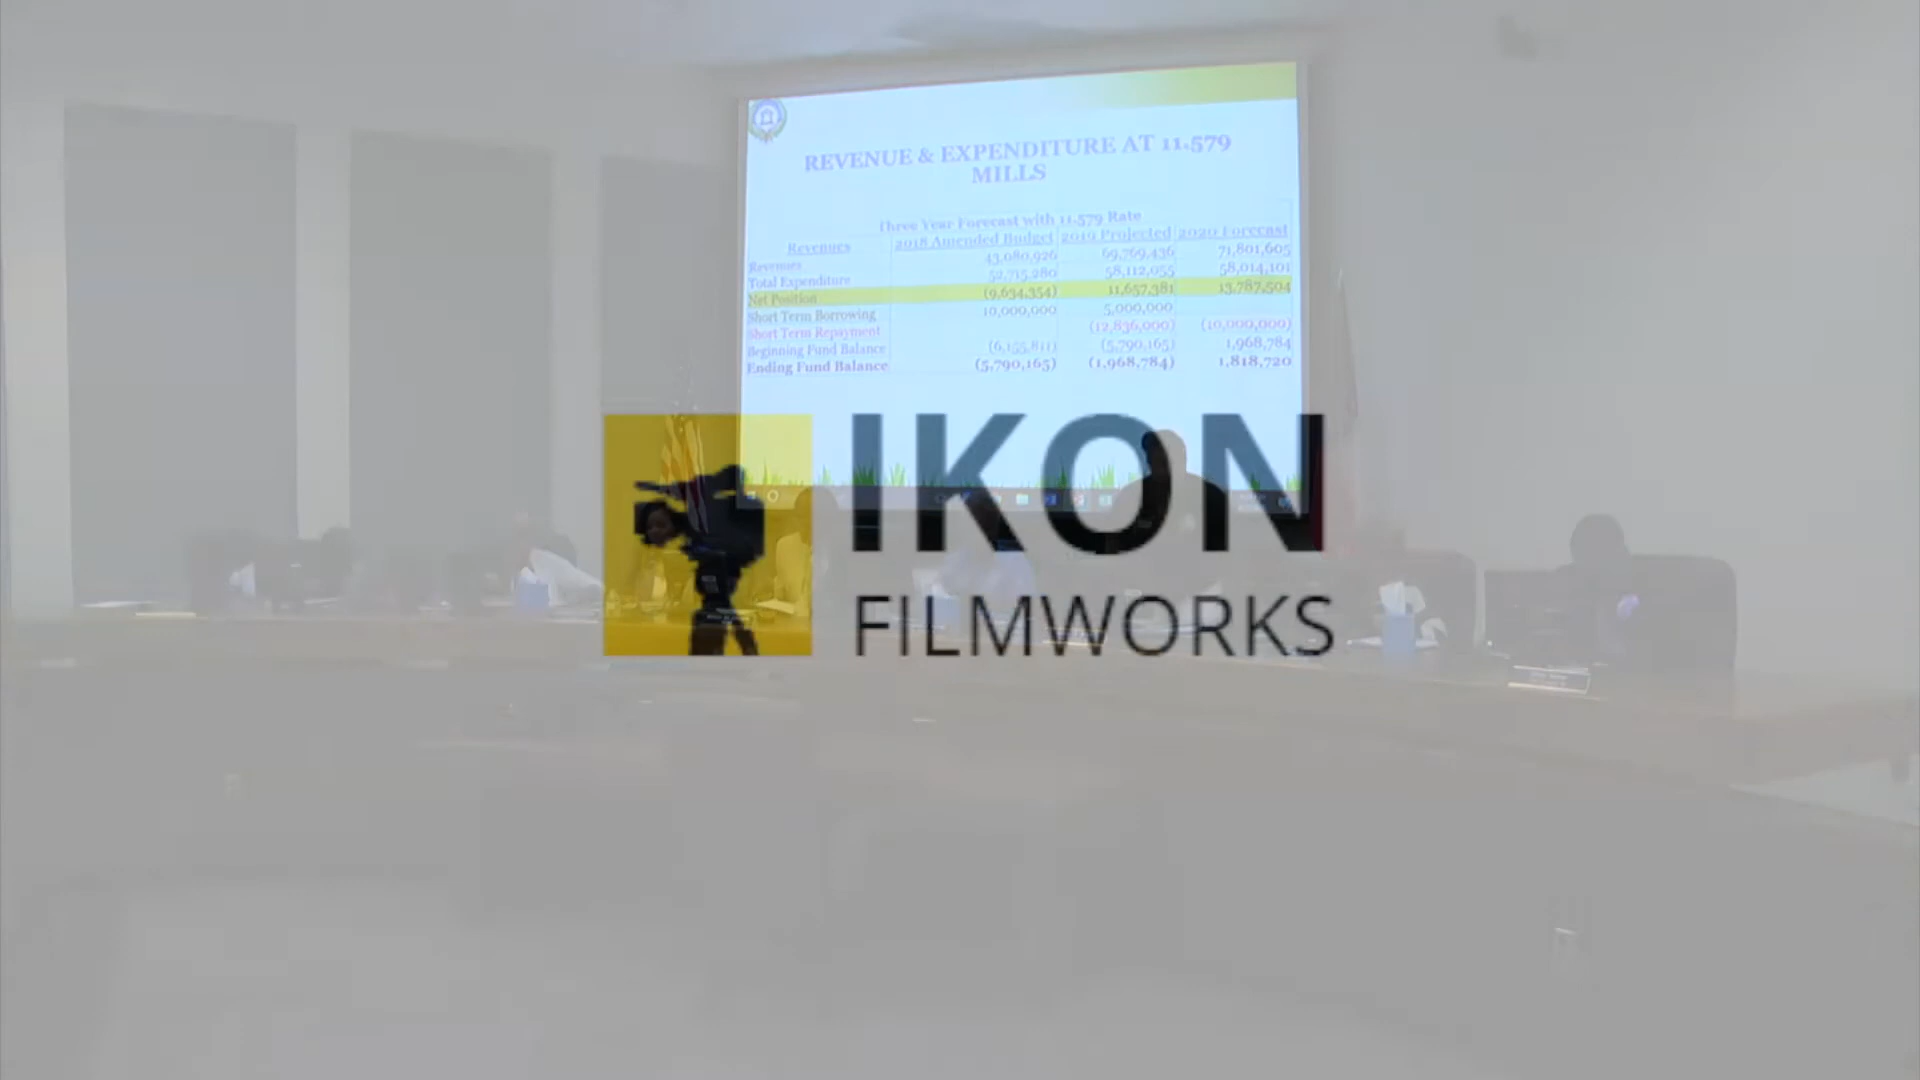 REVENUE & EXPENDITURE AT 11.579
MILLS
Three Year Forecast with 11.579 Rate
Revenues 2018 Amended Budget 2019 Projected 2020 Forecast
Revenues 43,080,926 69,769,436 71,801,605
Total Expenditure 52,715,280 58,112,055 58,014,101
Net Position (9,634,354) 11,657,381 13,787,504
Short Term Borrowing 10,000,000 5,000,000
Short Term Repayment (12,836,000) (10,000,000)
Beginning Fund Balance (6,155,811) (5,790,165) 1,968,784
Ending Fund Balance (5,790,165) (1,968,784) 1,818,720
IKON
FILMWORKS